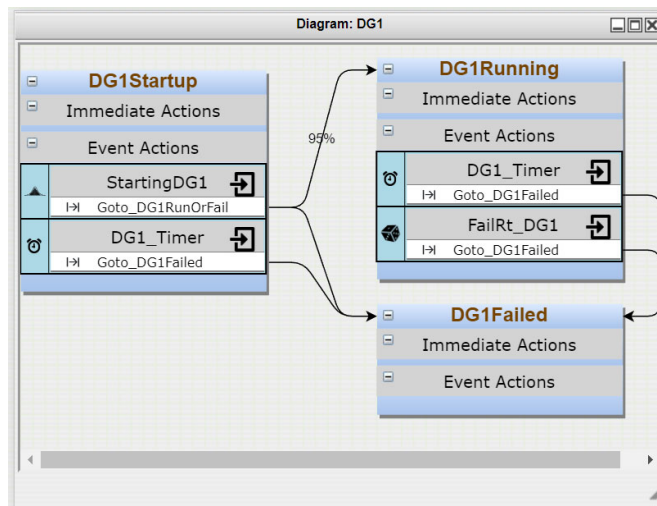 Diagram: DG1
DG1Startup
Immediate Actions
Event Actions
StartingDG1
Goto_DG1RunOrFail
DG1_Timer
Goto_DG1Failed
95%
DG1Running
Immediate Actions
Event Actions
DG1_Timer
Goto_DG1Failed
FailRt_DG1
Goto_DG1Failed
DG1Failed
Immediate Actions
Event Actions